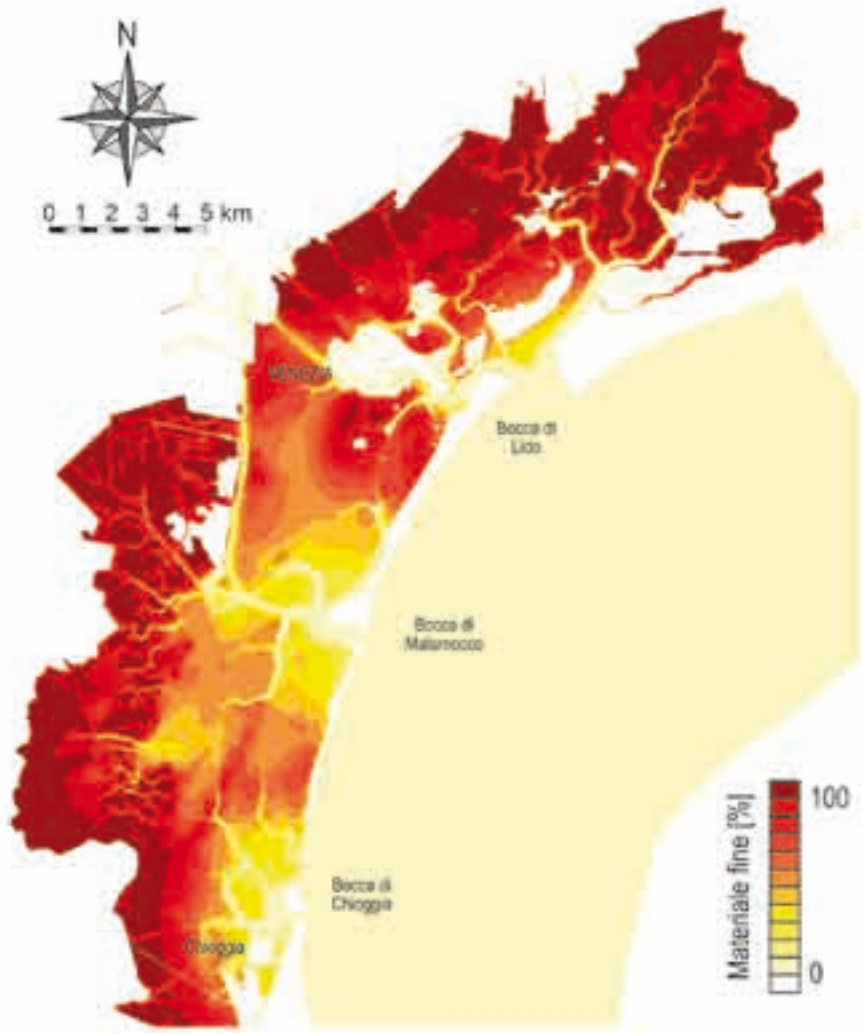 N
0 1 2 3 4 5 km
VENEZIA
Bocca di
Lido
Bocca di
Malamocco
Bocca di
Chioggia
Chioggia
Materiale fine [%]
100
0